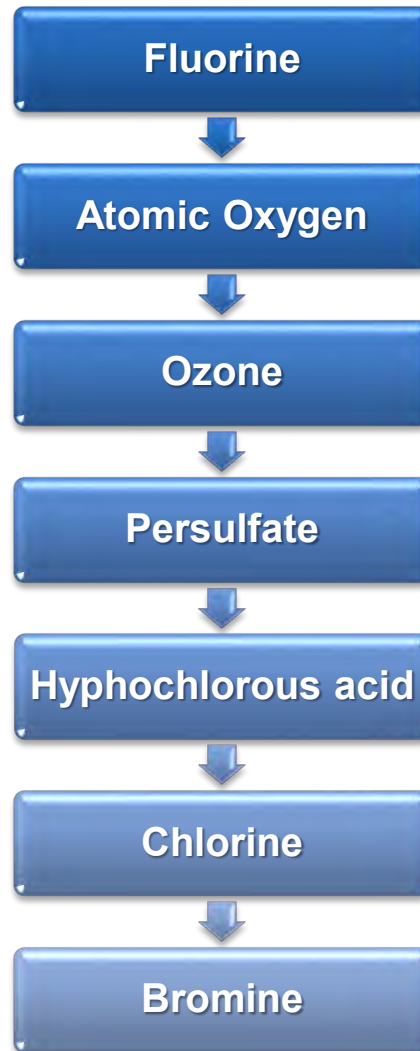 Fluorine
Atomic Oxygen
Ozone
Persulfate
Hyphochlorous acid
Chlorine
Bromine